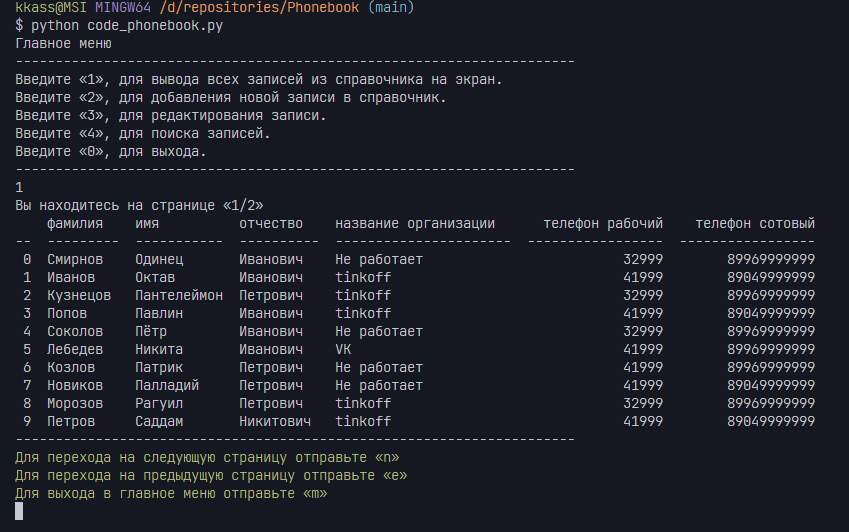 kkass@MSI MINGW64 /d/repositories/Phonebook (main)
$ python code_phonebook.py
Главное меню
----------------------------------------------------------------------
Введите «1», для вывода всех записей из справочника на экран.
Введите «2», для добавления новой записи в справочник.
Введите «3», для редактирования записи.
Введите «4», для поиска записей.
Введите «0», для выхода.
----------------------------------------------------------------------
1
Вы находитесь на странице «1/2»
    фамилия    имя          отчество    название организации      телефон рабочий    телефон сотовый
--  ---------  -----------  ----------  ----------------------  -----------------  -----------------
 0  Смирнов    Одинец       Иванович    Не работает                         32999        89969999999
 1  Иванов     Октав        Иванович    tinkoff                             41999        89049999999
 2  Кузнецов   Пантелеймон  Петрович    tinkoff                             32999        89969999999
 3  Попов      Павлин       Иванович    tinkoff                             41999        89049999999
 4  Соколов    Пётр         Иванович    Не работает                         32999        89969999999
 5  Лебедев    Никита       Иванович    VK                                  41999        89969999999
 6  Козлов     Патрик       Петрович    Не работает                         41999        89969999999
 7  Новиков    Палладий     Петрович    Не работает                         41999        89049999999
 8  Морозов    Рагуил       Петрович    tinkoff                             32999        89969999999
 9  Петров     Саддам       Никитович   tinkoff                             41999        89049999999
----------------------------------------------------------------------
Для перехода на следующую страницу отправьте «n»
Для перехода на предыдущую страницу отправьте «e»
Для выхода в главное меню отправьте «m»